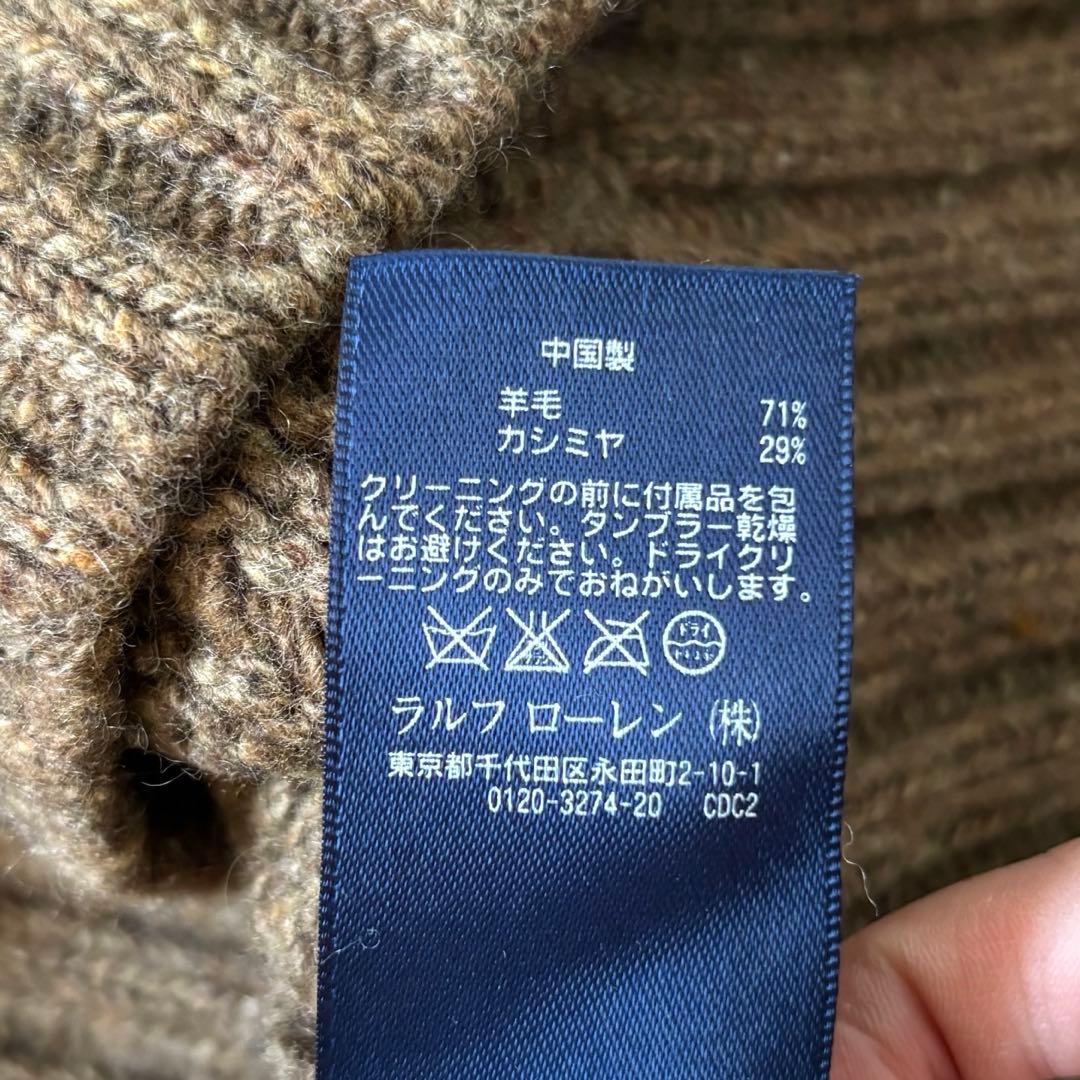 中国製
羊毛 71%
カシミヤ 29%
クリーニングの前に付属品を包
んでください。タンブラー乾燥
はお避けください。ドライクリ
ーニングのみでおねがいします。
ドライ
ラルフ ローレン (株)
東京都千代田区永田町2-10-1
0120-3274-20 CDC2